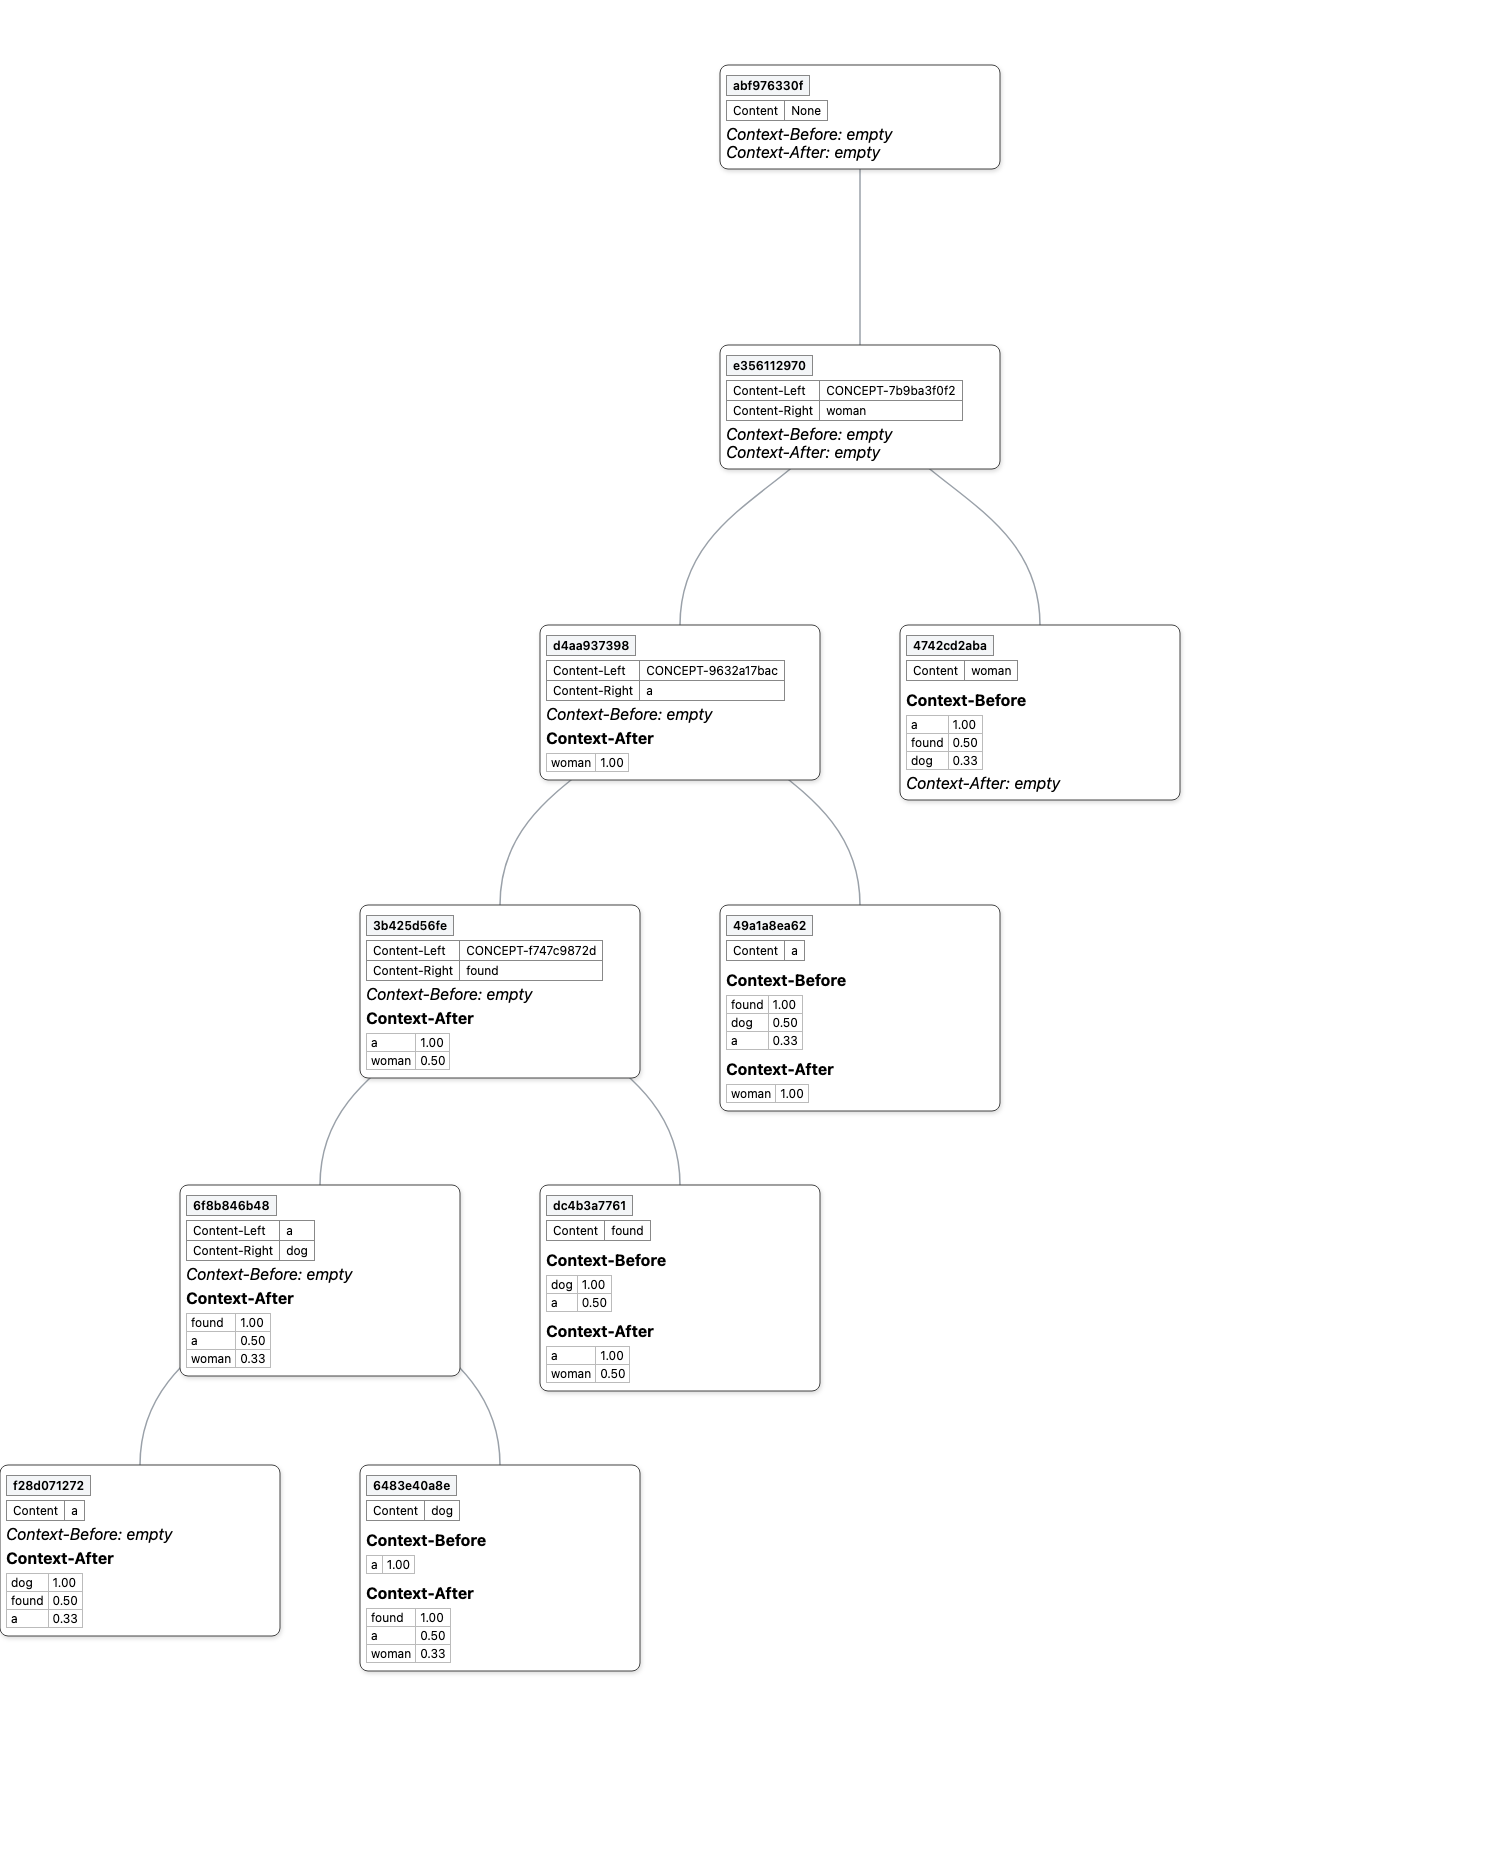 abf976330f
Content None
Context-Before: empty
Context-After: empty
e356112970
Content-Left CONCEPT-7b9ba3f0f2
Content-Right woman
Context-Before: empty
Context-After: empty
d4aa937398
Content-Left CONCEPT-9632a17bac
Content-Right a
Context-Before: empty
Context-After
woman 1.00
4742cd2aba
Content woman
Context-Before
a 1.00
found 0.50
dog 0.33
Context-After: empty
3b425d56fe
Content-Left CONCEPT-f747c9872d
Content-Right found
Context-Before: empty
Context-After
a 1.00
woman 0.50
49a1a8ea62
Content a
Context-Before
found 1.00
dog 0.50
a 0.33
Context-After
woman 1.00
6f8b846b48
Content-Left a
Content-Right dog
Context-Before: empty
Context-After
found 1.00
a 0.50
woman 0.33
dc4b3a7761
Content found
Context-Before
dog 1.00
a 0.50
Context-After
a 1.00
woman 0.50
f28d071272
Content a
Context-Before: empty
Context-After
dog 1.00
found 0.50
a 0.33
6483e40a8e
Content dog
Context-Before
a 1.00
Context-After
found 1.00
a 0.50
woman 0.33